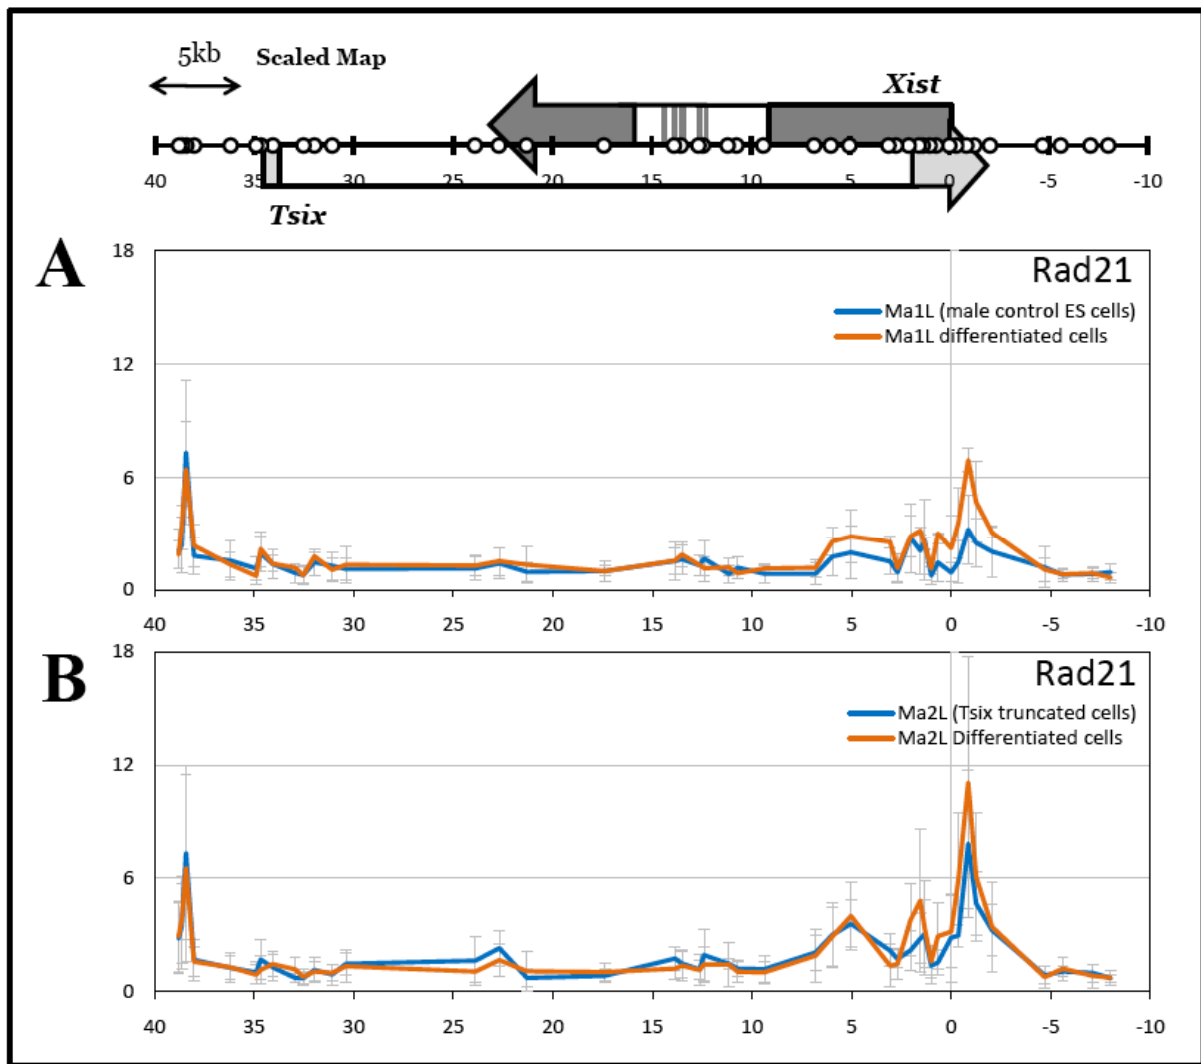 5kb Scaled Map
Xist
40 35 30 25 20 15 10 5 0 -5 -10
Tsix
A
Rad21
Ma1L (male control ES cells)
Ma1L differentiated cells
18
12
6
0
40 35 30 25 20 15 10 5 0 -5 -10
B
Rad21
Ma2L (Tsix truncated cells)
Ma2L Differentiated cells
18
12
6
0
40 35 30 25 20 15 10 5 0 -5 -10